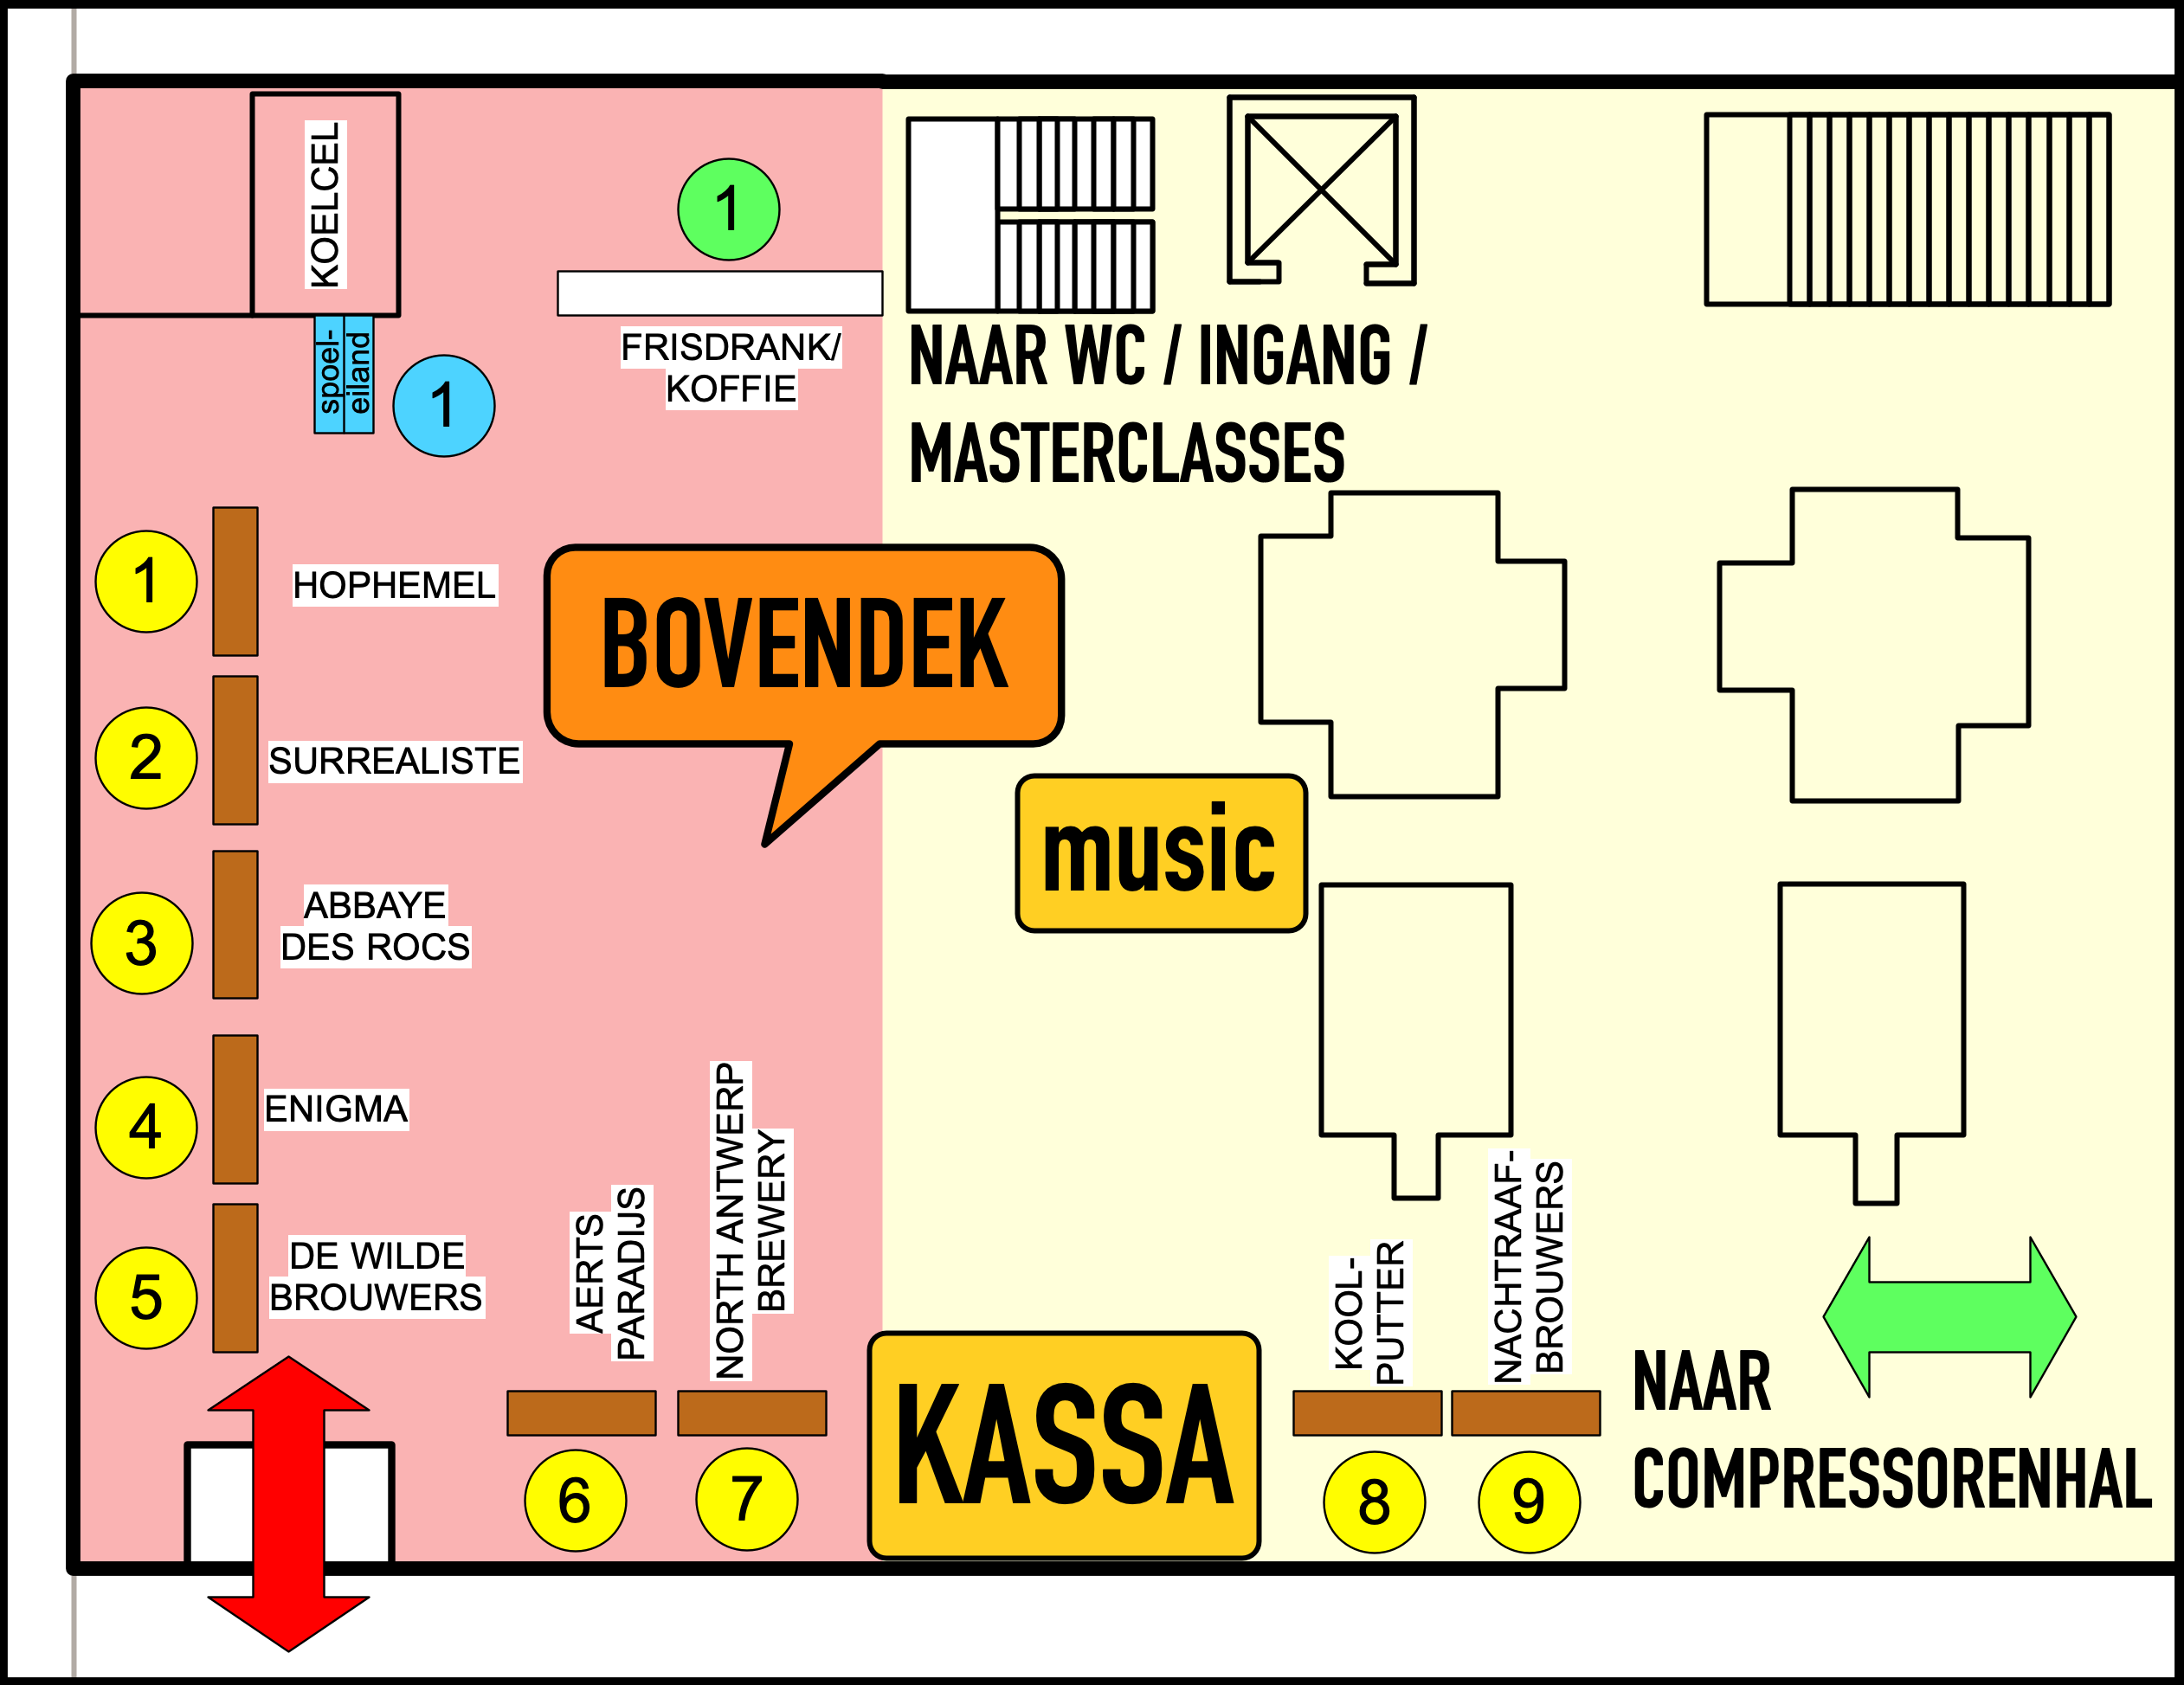 KOELCEL
spoel-
eiland
1
1
FRISDRANK/
KOFFIE
NAAR WC / INGANG /
MASTERCLASSES
1
HOPHEMEL
BOVENDEK
2
SURREALISTE
music
3
ABBAYE
DES ROCS
4
ENIGMA
5
DE WILDE
BROUWERS
AERTS
PARADIJS
NORTH ANTWERP
BREWERY
6
7
KASSA
KOOL-
PUTTER
NACHTRAAF-
BROUWERS
8
9
NAAR
COMPRESSORENHAL